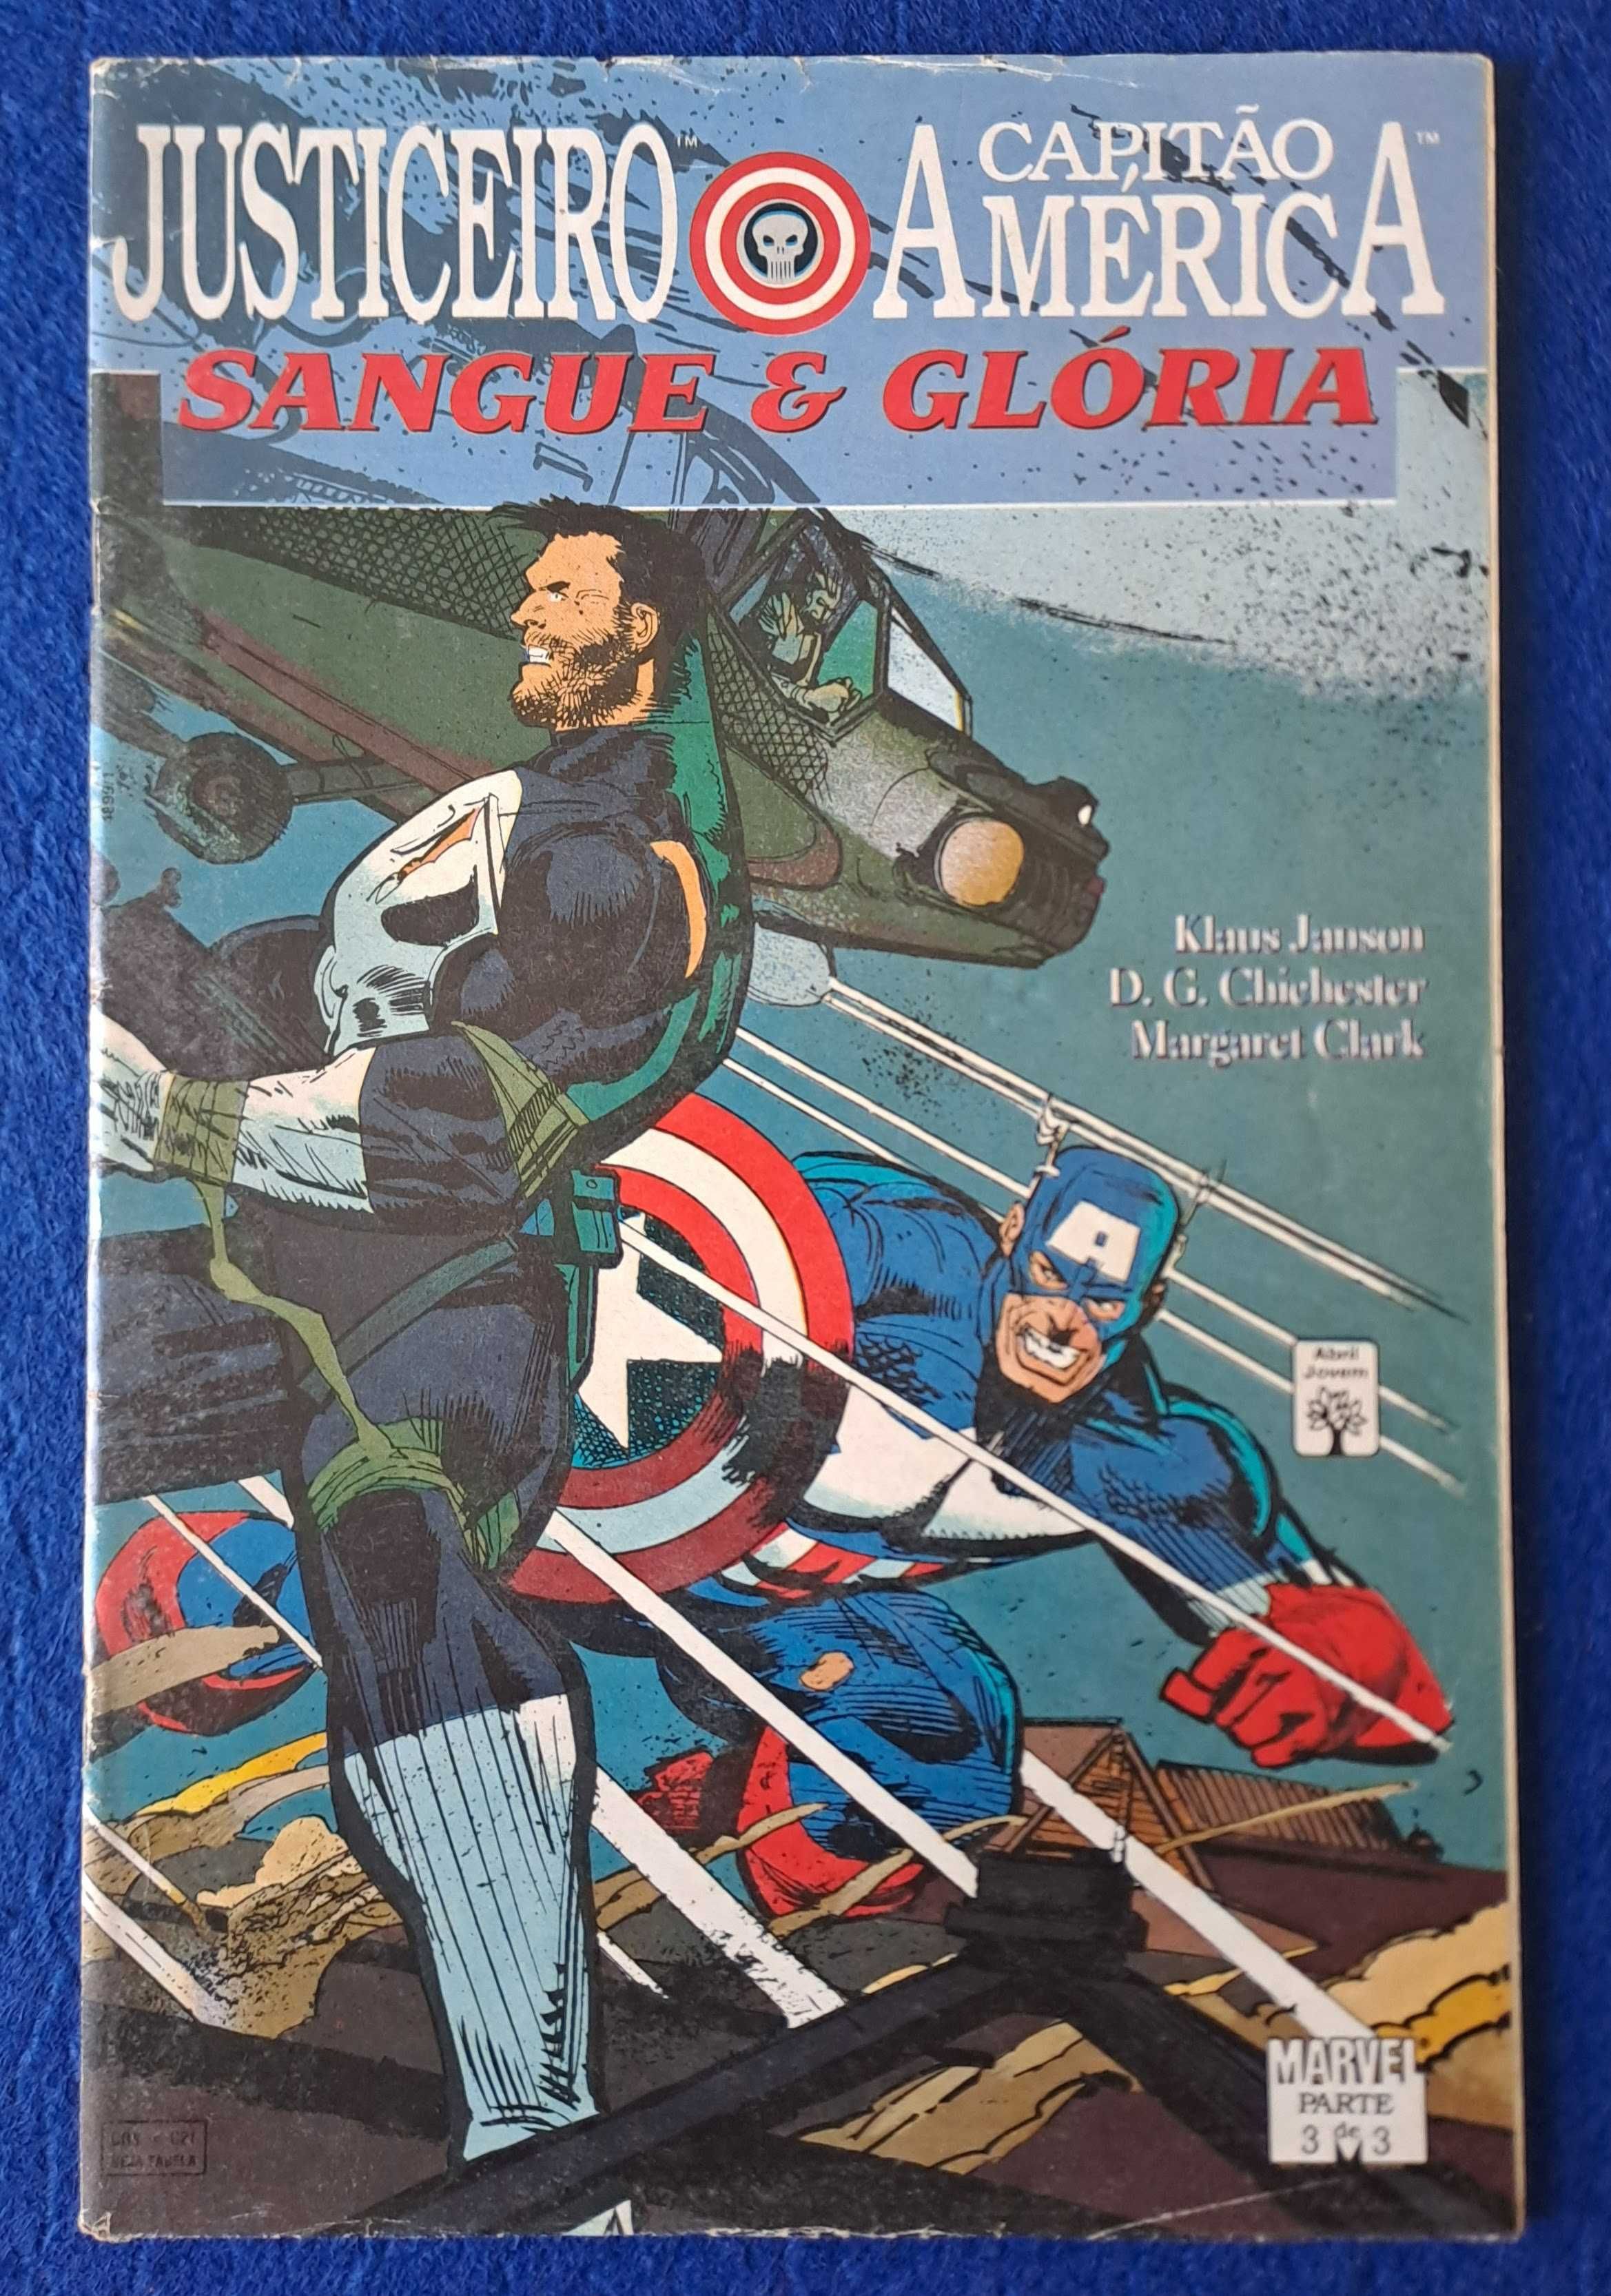 JUSTICEIRO™
CAPITÃO
AMÉRICA™
SANGUE & GLÓRIA
Klaus Janson
D. G. Chichester
Margaret Clark
A
Abril
Jovem
MARVEL
PARTE
3 de 3